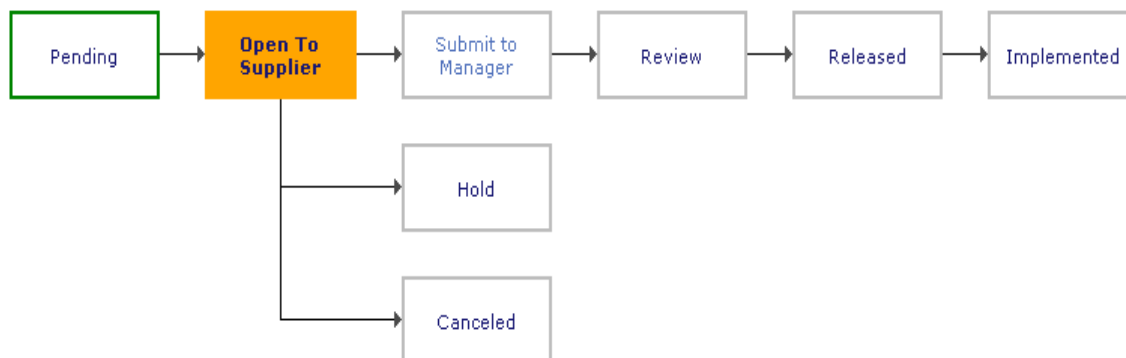 Pending
Open To
Supplier
Submit to
Manager
Review
Released
Implemented
Hold
Canceled